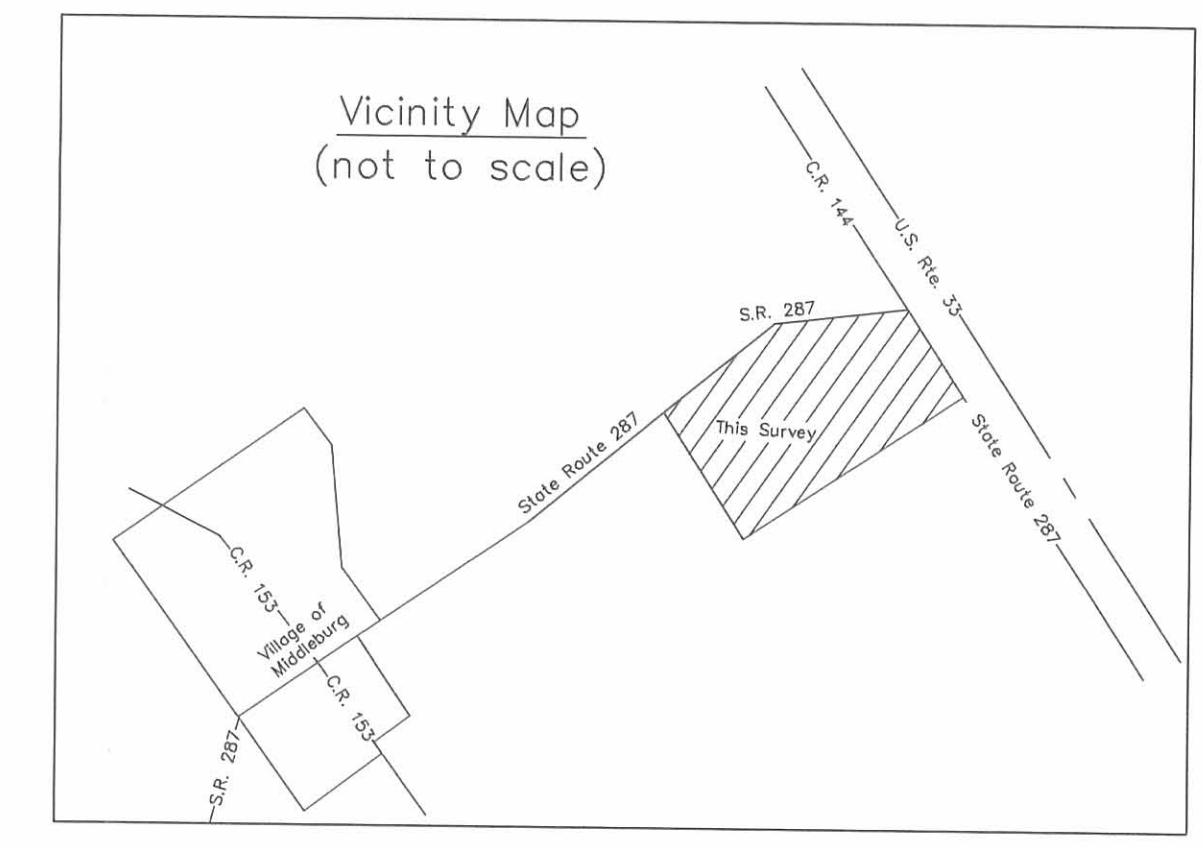 Vicinity Map
(not to scale)
C.R. 144
U.S. Rte. 33
S.R. 287
This Survey
State Route 287
State Route 287
C.R. 153
Village of
Middleburg
C.R. 153
S.R. 287